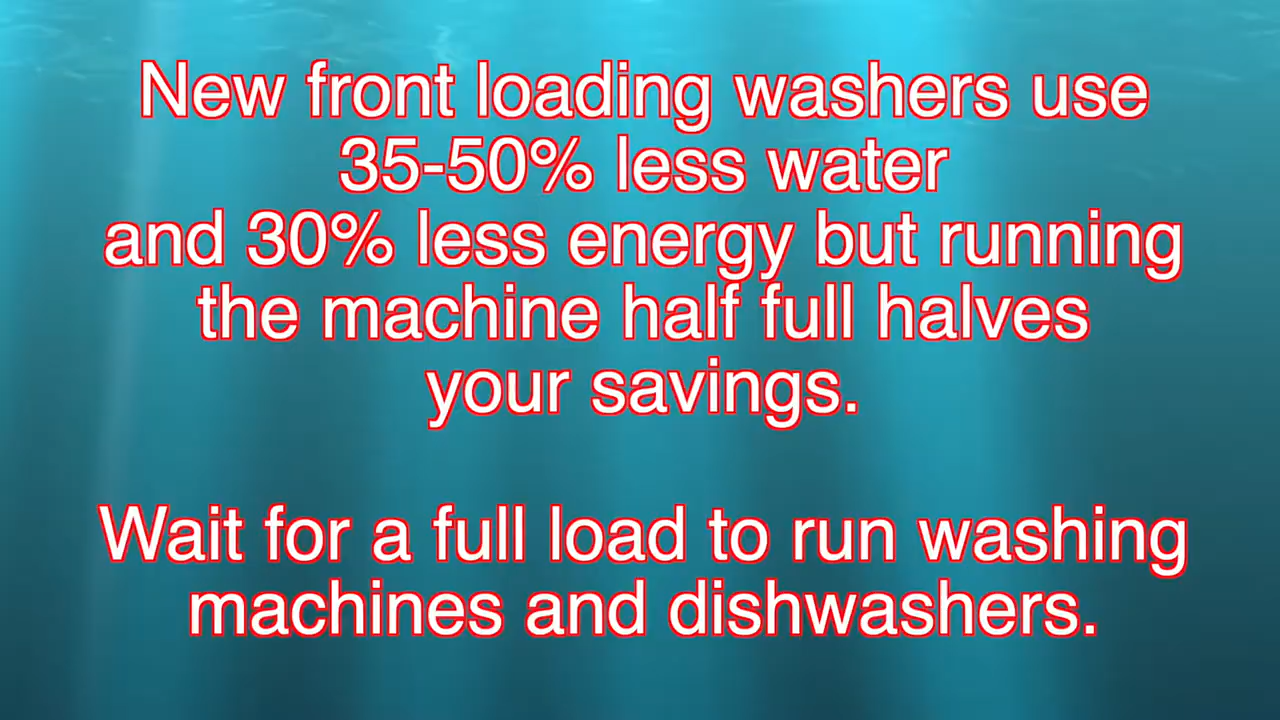 New front loading washers use
35-50% less water
and 30% less energy but running
the machine half full halves
your savings.
Wait for a full load to run washing
machines and dishwashers.